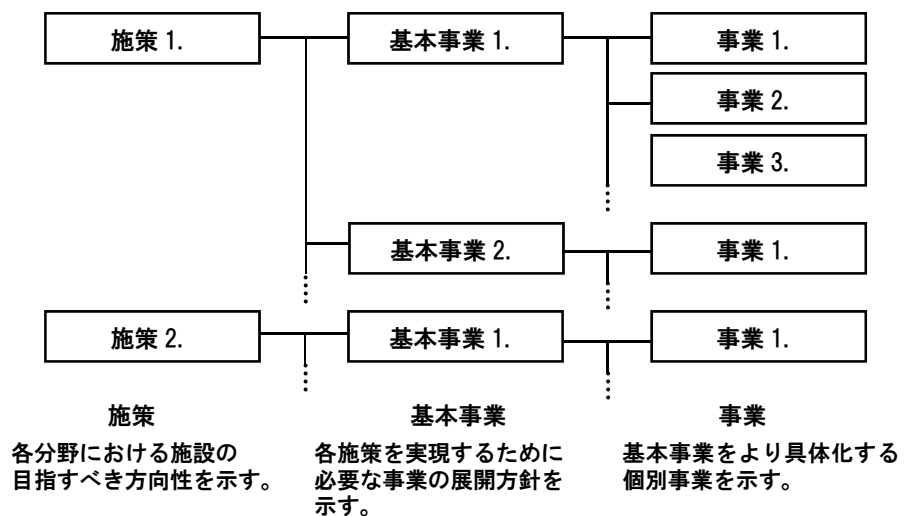 施策 1.
基本事業 1.
事業 1.
事業 2.
事業 3.
基本事業 2.
事業 1.
施策 2.
基本事業 1.
事業 1.
施策
各分野における施設の
目指すべき方向性を示す。
基本事業
各施策を実現するために
必要な事業の展開方針を
示す。
事業
基本事業をより具体化する
個別事業を示す。